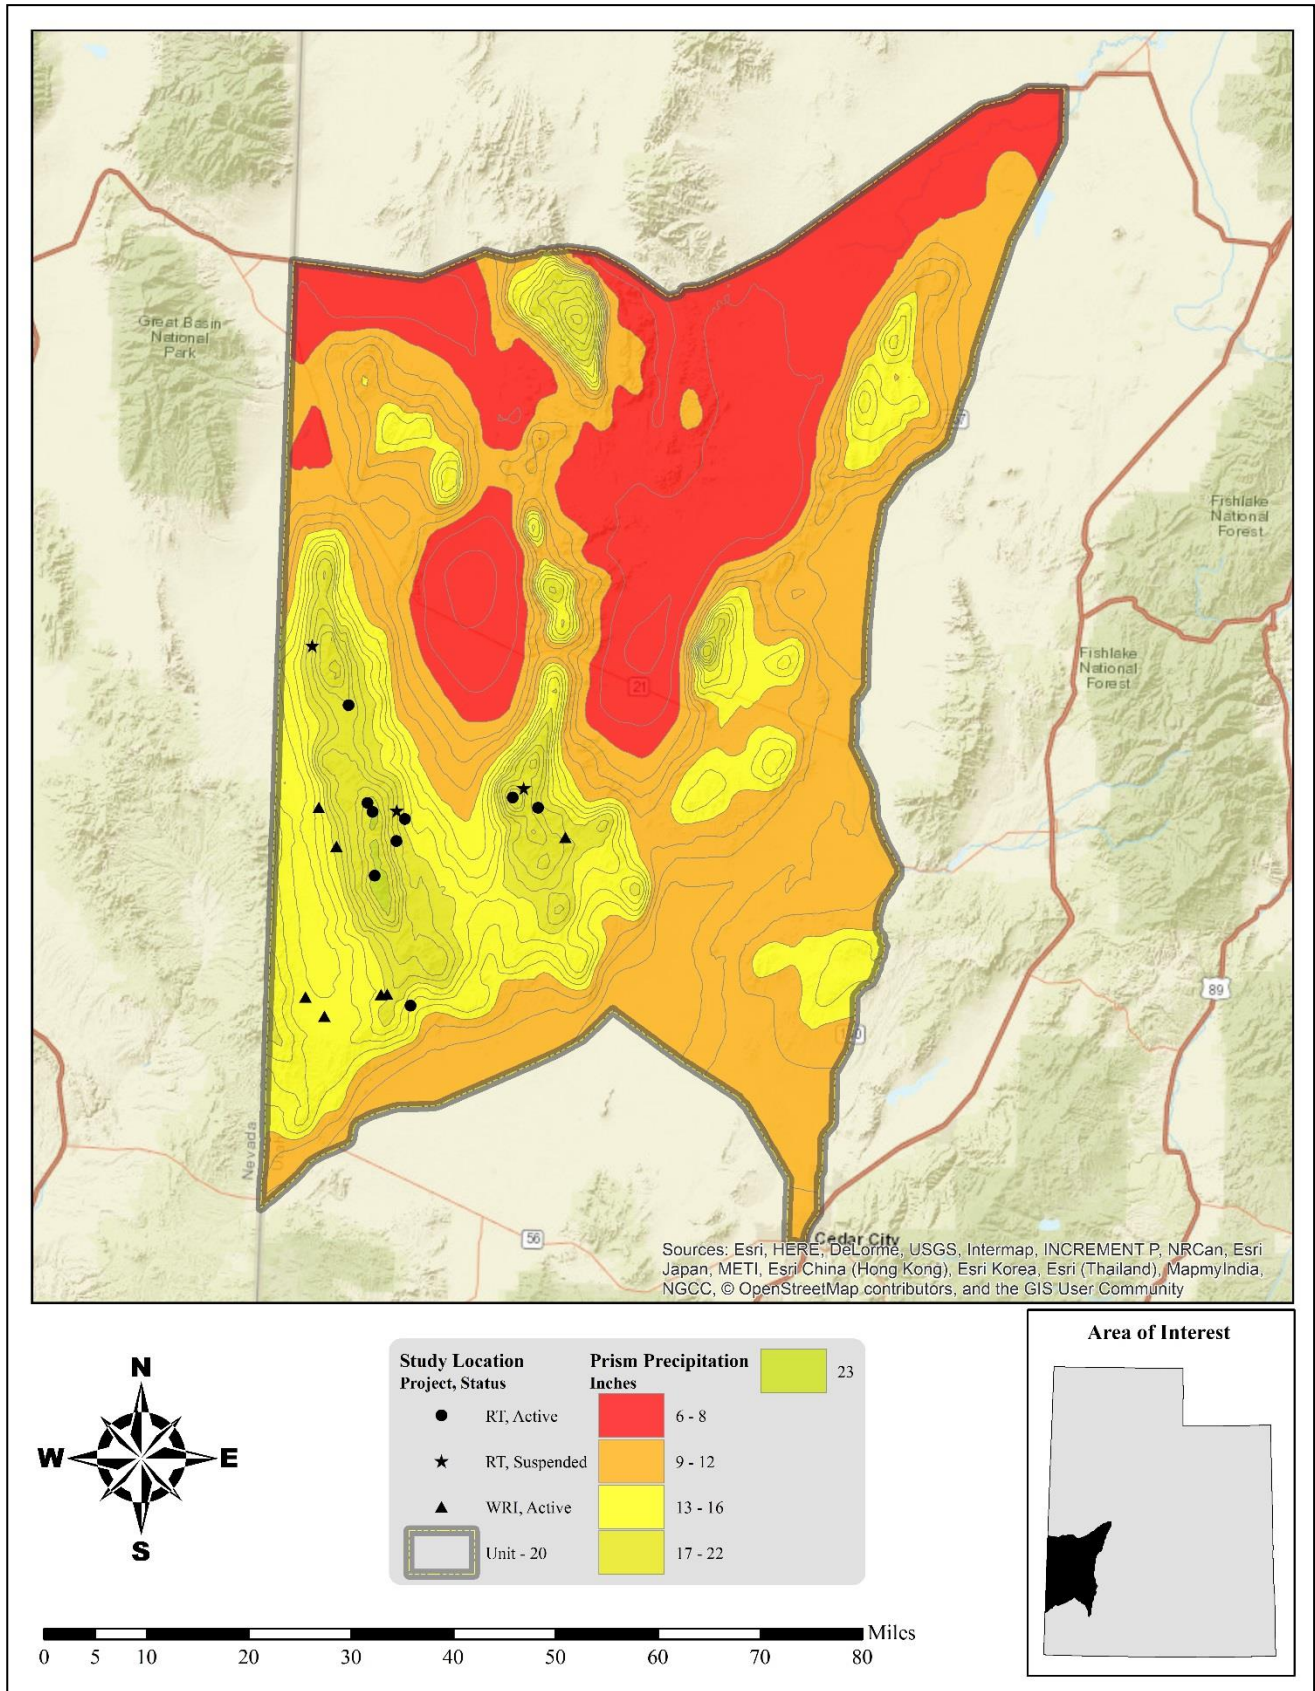 Great Basin
National
Park
Fishlake
National
Forest
Fishlake
National
Forest
21
89
Nevada
56
Cedar City
Sources: Esri, HERE, DeLorme, USGS, Intermap, INCREMENT P, NRCan, Esri
Japan, METI, Esri China (Hong Kong), Esri Korea, Esri (Thailand), MapmyIndia,
NGCC, © OpenStreetMap contributors, and the GIS User Community
N
W E
S
Study Location
Project, Status
RT, Active
RT, Suspended
WRI, Active
Unit - 20
Prism Precipitation
Inches
6 - 8
9 - 12
13 - 16
17 - 22
23
Area of Interest
Miles
0 5 10 20 30 40 50 60 70 80